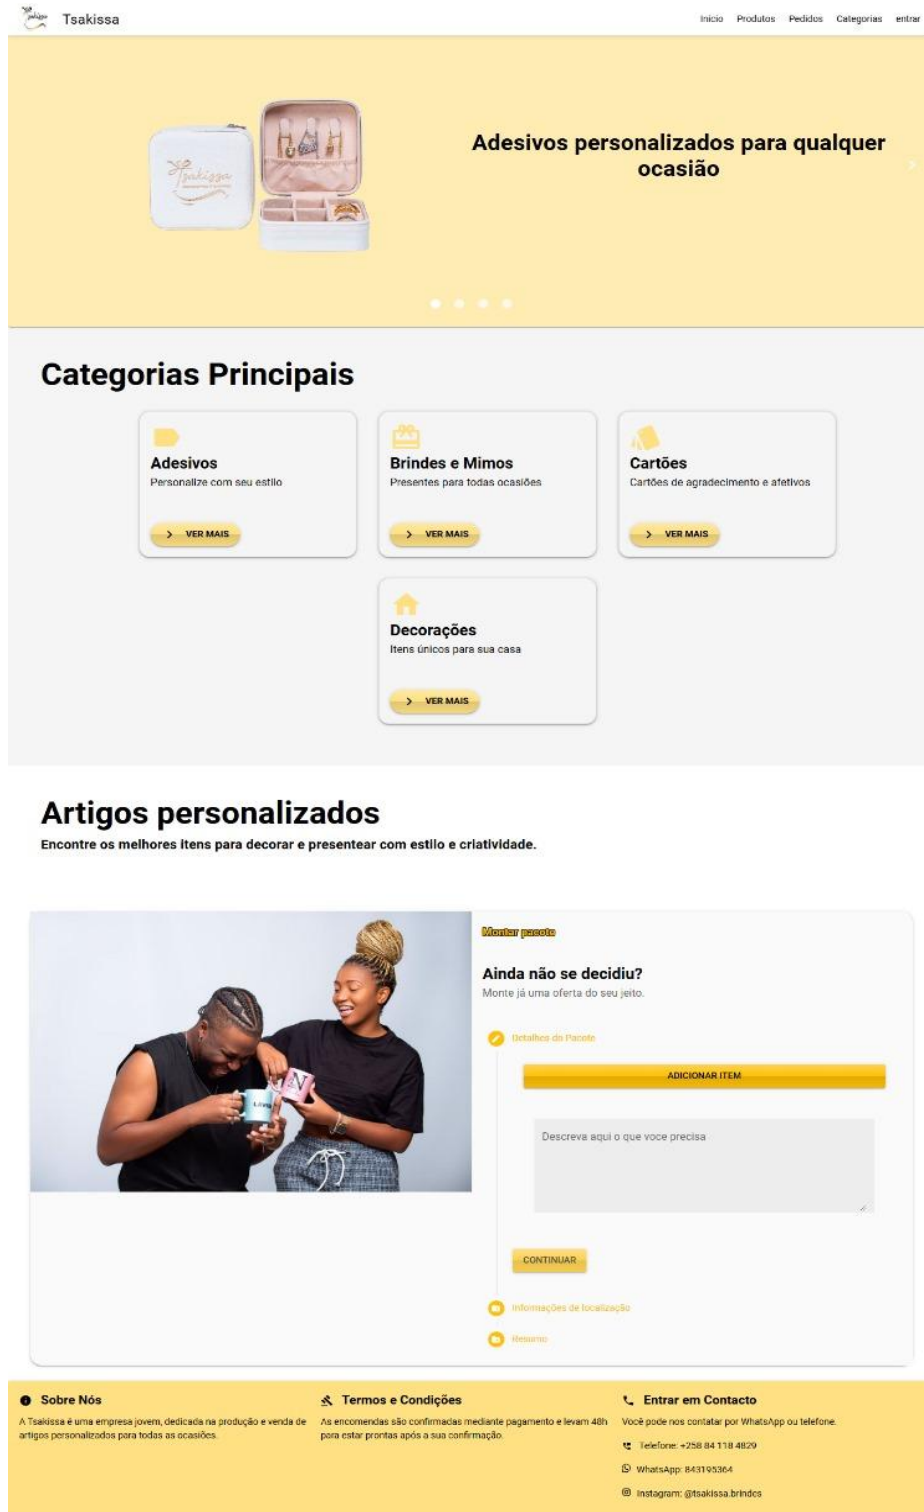 Tsakissa
Início Produtos Pedidos Categorias entrar
Tsakissa
Adesivos personalizados para qualquer
ocasião
Categorias Principais
Adesivos
Personalize com seu estilo
VER MAIS
Brindes e Mimos
Presentes para todas ocasiões
VER MAIS
Cartões
Cartões de agradecimento e afetivos
VER MAIS
Decorações
Itens únicos para sua casa
VER MAIS
Artigos personalizados
Encontre os melhores itens para decorar e presentear com estilo e criatividade.
Montar pacote
Ainda não se decidiu?
Monte já uma oferta do seu jeito.
Detalhes do Pacote
ADICIONAR ITEM
Descreva aqui o que voce precisa
CONTINUAR
Informações de localização
Resumo
Sobre Nós
A Tsakissa é uma empresa jovem, dedicada na produção e venda de
artigos personalizados para todas as ocasiões.
Termos e Condições
As encomendas são confirmadas mediante pagamento e levam 48h
para estar prontas após a sua confirmação.
Entrar em Contacto
Você pode nos contatar por WhatsApp ou telefone.
Telefone: +258 84 118 4829
WhatsApp: 843195364
Instagram: @tsakissa.brindes